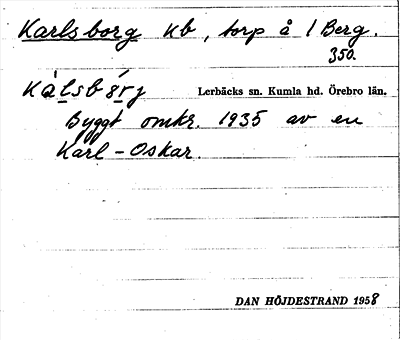 Karlsborg kb, torp å 1 Berg.
350.
kàlsbórj Lerbäcks sn. Kumla hd. Örebro län.
Byggt omkr. 1935 av en
Karl-Oskar.
DAN HÖJDESTRAND 1958